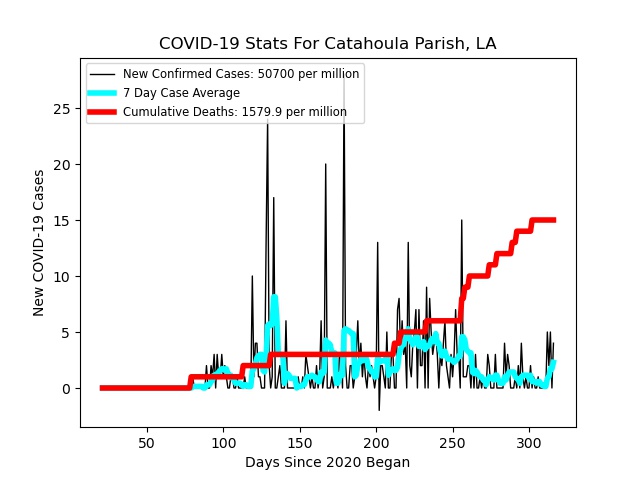 COVID-19 Stats For Catahoula Parish, LA
New Confirmed Cases: 50700 per million
7 Day Case Average
Cumulative Deaths: 1579.9 per million
New COVID-19 Cases
25
20
15
10
5
0
50
100
150
200
250
300
Days Since 2020 Began